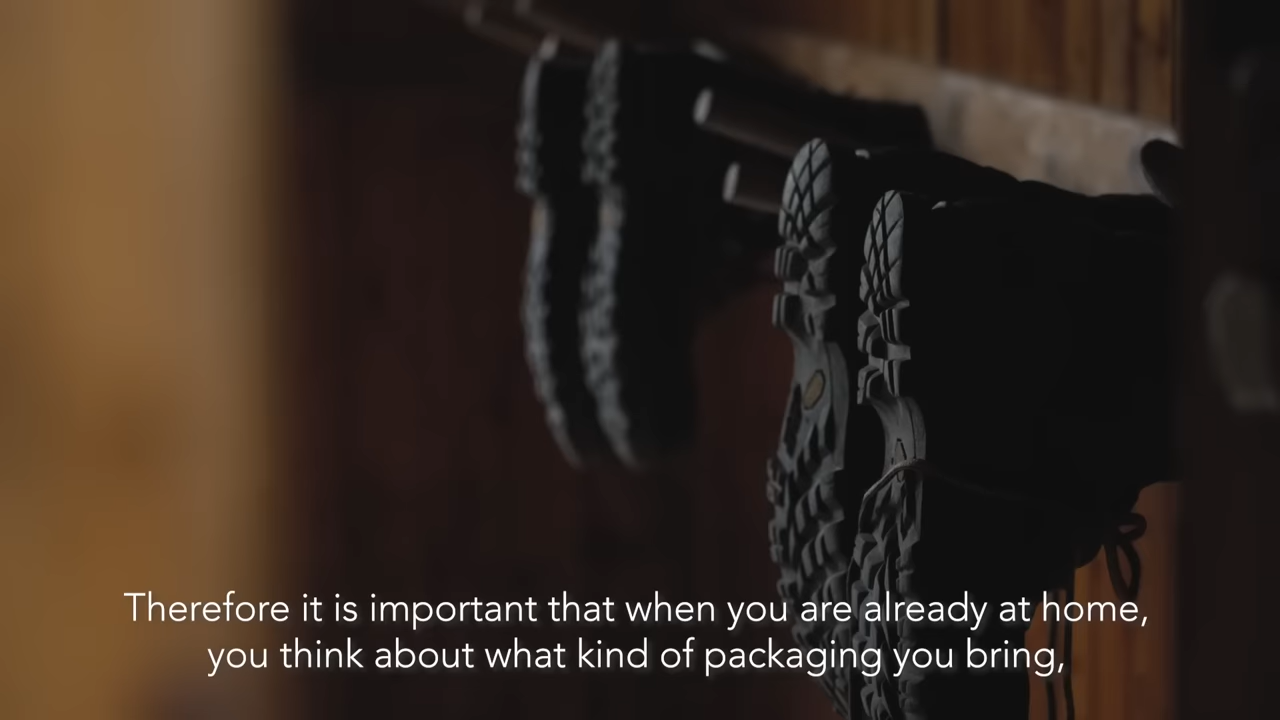 Therefore it is important that when you are already at home,
you think about what kind of packaging you bring,